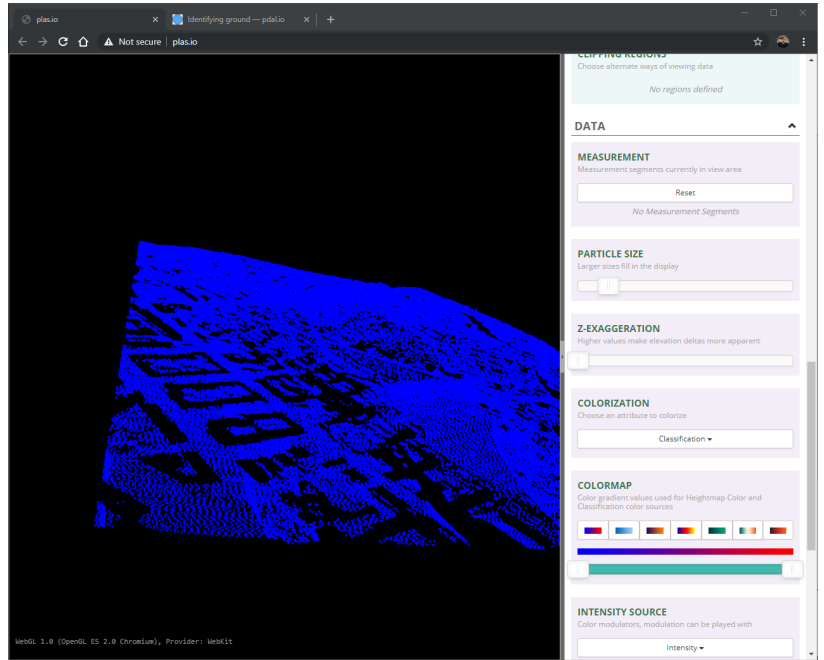 plas.io
Identifying ground — pdal.io
Not secure
plas.io
CLIPPING REGIONS
Choose alternate ways of viewing data
No regions defined
DATA
MEASUREMENT
Measurement segments currently in view area
Reset
No Measurement Segments
PARTICLE SIZE
Larger sizes fill in the display
Z-EXAGGERATION
Higher values make elevation deltas more apparent
COLORIZATION
Choose an attribute to colorize
Classification
COLORMAP
Color gradient values used for Heightmap Color and
Classification color sources
INTENSITY SOURCE
Color modulators, modulation can be played with
Intensity
WebGL 1.0 (OpenGL ES 2.0 Chromium), Provider: WebKit